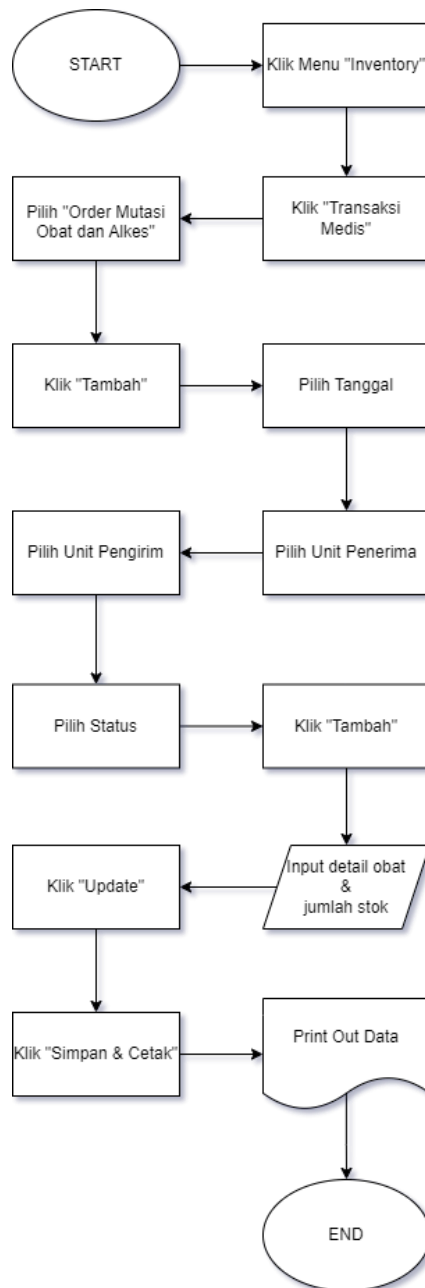 START
Klik Menu "Inventory"
Klik "Transaksi
Medis"
Pilih "Order Mutasi
Obat dan Alkes"
Klik "Tambah"
Pilih Tanggal
Pilih Unit Penerima
Pilih Unit Pengirim
Pilih Status
Klik "Tambah"
Input detail obat
&
jumlah stok
Klik "Update"
Klik "Simpan & Cetak"
Print Out Data
END